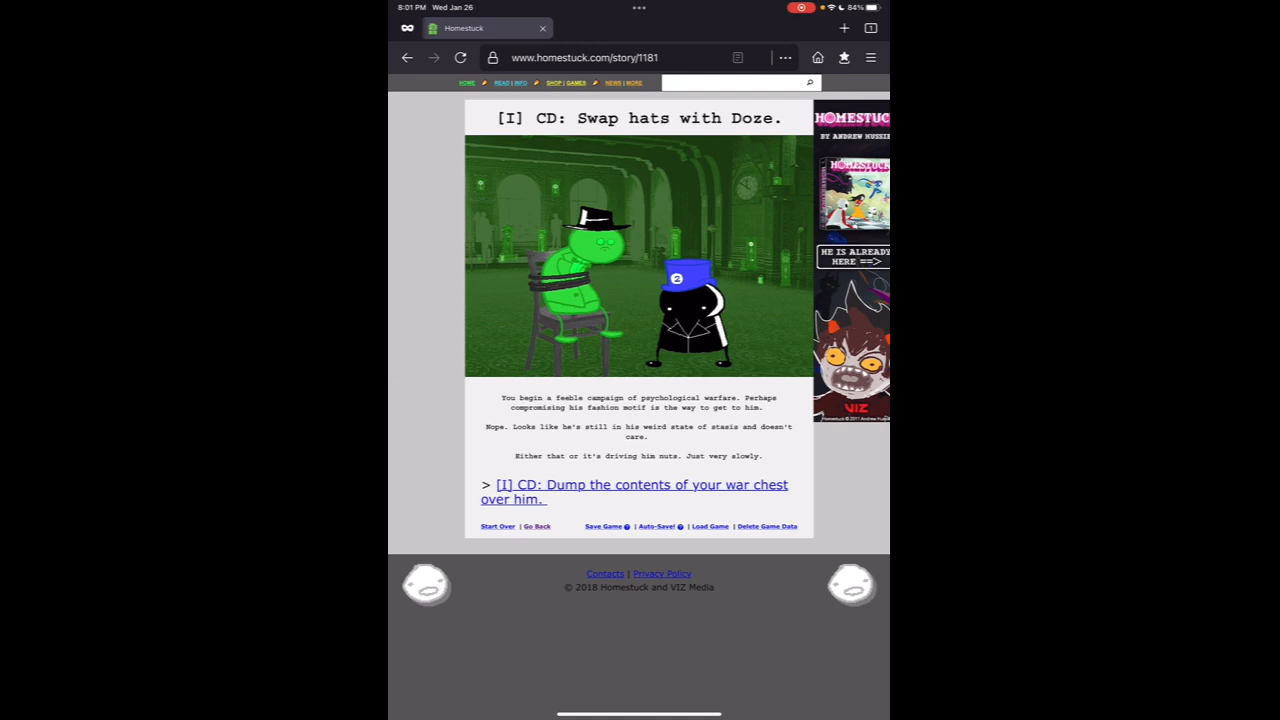 8:01 PM Wed Jan 26
84%
Homestuck
1
www.homestuck.com/story/1181
HOME READ | INFO SHOP | GAMES NEWS | MORE
[I] CD: Swap hats with Doze.
2
You begin a feeble campaign of psychological warfare. Perhaps
compromising his fashion motif is the way to get to him.
Nope. Looks like he's still in his weird state of stasis and doesn't
care.
Either that or it's driving him nuts. Just very slowly.
> [I] CD: Dump the contents of your war chest
over him.
Start Over | Go Back Save Game ? | Auto-Save! ? | Load Game | Delete Game Data
HOMESTUC
BY ANDREW HUSSIE
HOMESTUCK
HE IS ALREADY
HERE ==>
VIZ
Contacts | Privacy Policy
© 2018 Homestuck and VIZ Media